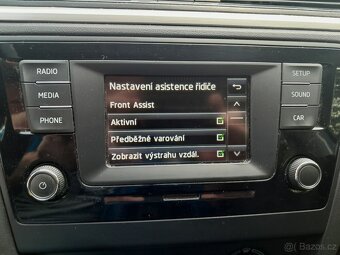 RADIO
MEDIA
PHONE
Nastavení asistence řidiče
Front Assist
Aktivní
Předběžné varování
Zobrazit výstrahu vzdál.
SETUP
SOUND
CAR
Bazoš.cz